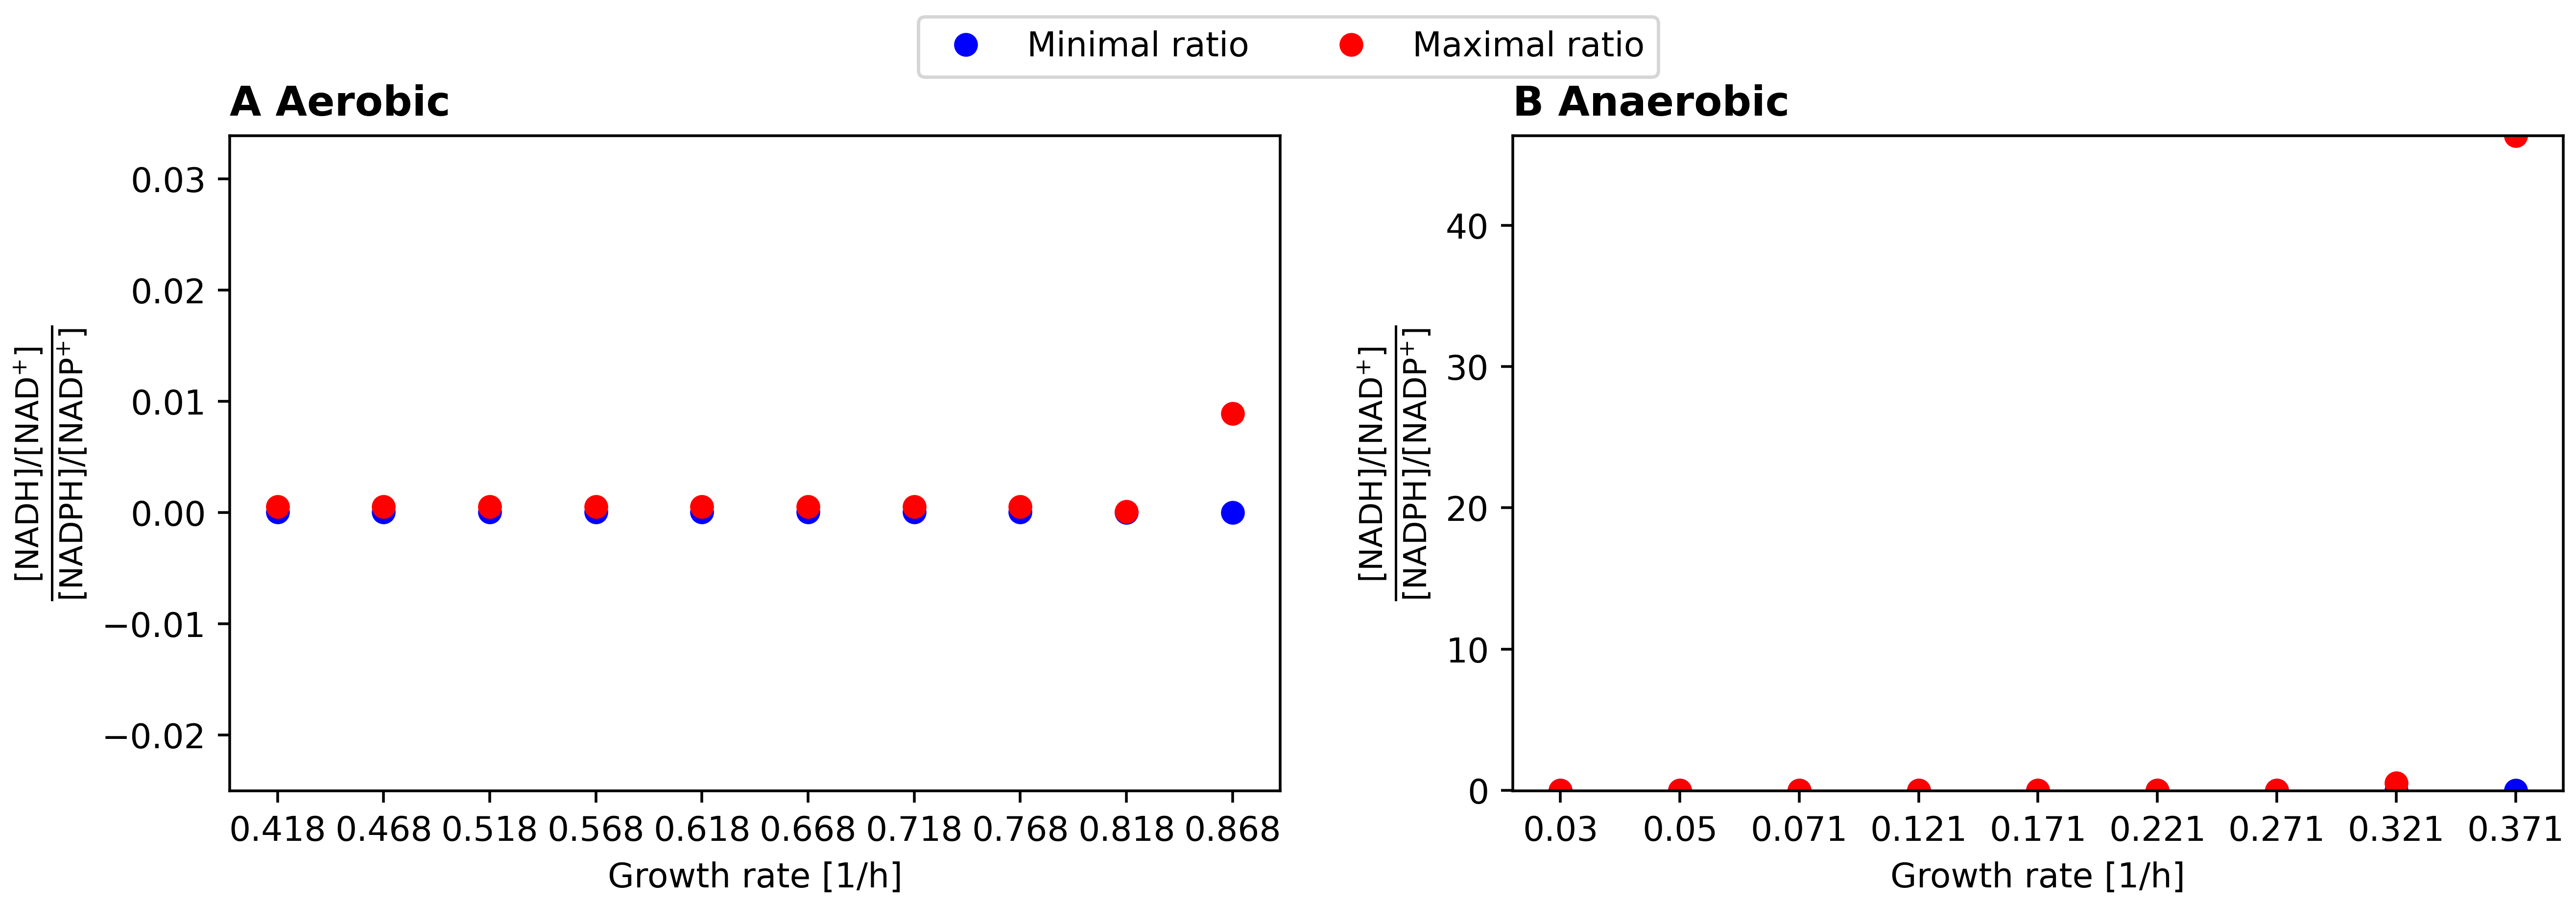 Minimal ratio Maximal ratio
A Aerobic
[NADH]/[NAD⁺]
[NADPH]/[NADP⁺]
0.03
0.02
0.01
0.00
−0.01
−0.02
0.418 0.468 0.518 0.568 0.618 0.668 0.718 0.768 0.818 0.868
Growth rate [1/h]
B Anaerobic
[NADH]/[NAD⁺]
[NADPH]/[NADP⁺]
40
30
20
10
0
0.03 0.05 0.071 0.121 0.171 0.221 0.271 0.321 0.371
Growth rate [1/h]